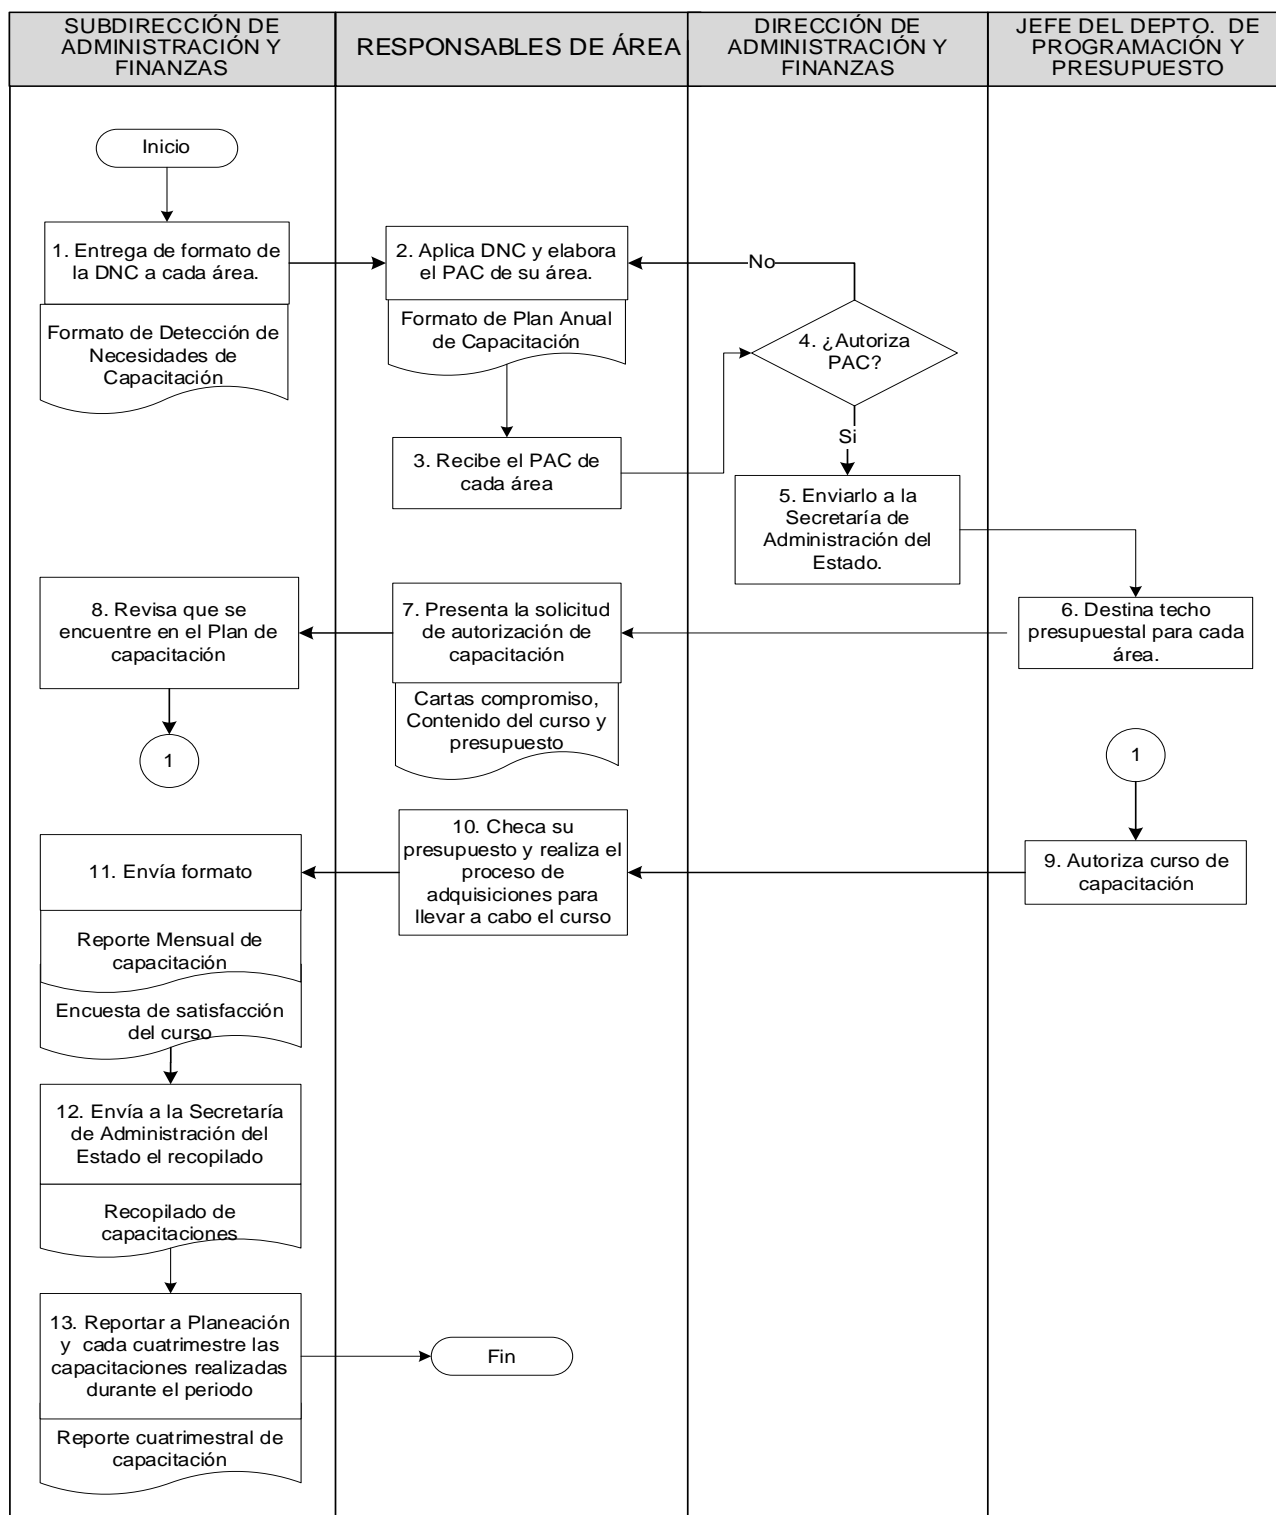 SUBDIRECCIÓN DE
ADMINISTRACIÓN Y
FINANZAS
RESPONSABLES DE ÁREA
DIRECCIÓN DE
ADMINISTRACIÓN Y
FINANZAS
JEFE DEL DEPTO. DE
PROGRAMACIÓN Y
PRESUPUESTO
Inicio
1. Entrega de formato de
la DNC a cada área.
Formato de Detección de
Necesidades de
Capacitación
2. Aplica DNC y elabora
el PAC de su área.
Formato de Plan Anual
de Capacitación
3. Recibe el PAC de
cada área
No
4. ¿Autoriza
PAC?
Si
5. Enviarlo a la
Secretaría de
Administración del
Estado.
6. Destina techo
presupuestal para cada
área.
7. Presenta la solicitud
de autorización de
capacitación
Cartas compromiso,
Contenido del curso y
presupuesto
8. Revisa que se
encuentre en el Plan de
capacitación
1
1
9. Autoriza curso de
capacitación
10. Checa su
presupuesto y realiza el
proceso de
adquisiciones para
llevar a cabo el curso
11. Envía formato
Reporte Mensual de
capacitación
Encuesta de satisfacción
del curso
12. Envía a la Secretaría
de Administración del
Estado el recopilado
Recopilado de
capacitaciones
13. Reportar a Planeación
y cada cuatrimestre las
capacitaciones realizadas
durante el periodo
Reporte cuatrimestral de
capacitación
Fin